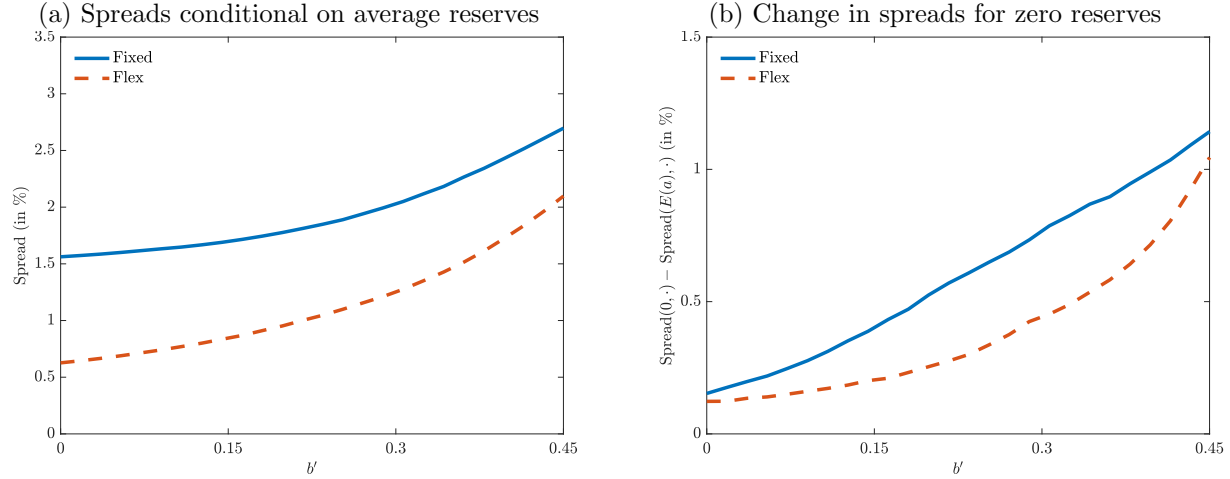 (a) Spreads conditional on average reserves
3.5
3
2.5
2
1.5
1
0.5
0
Spread (in %)
Fixed
Flex
0
0.15
0.3
0.45
b′
(b) Change in spreads for zero reserves
1.5
1
0.5
0
Spread(0, ·) − Spread(E(a), ·) (in %)
Fixed
Flex
0
0.15
0.3
0.45
b′